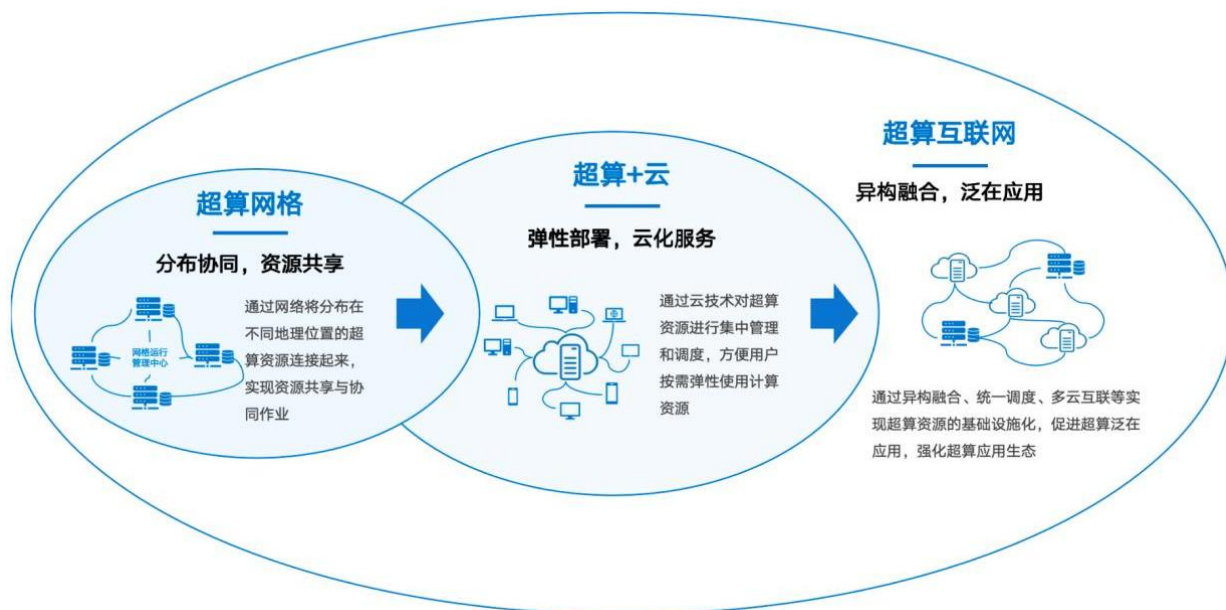 超算网格
分布协同，资源共享
网格运行
管理中心
通过网络将分布在
不同地理位置的超
算资源连接起来，
实现资源共享与协
同作业
超算+云
弹性部署，云化服务
通过云技术对超算
资源进行集中管理
和调度，方便用户
按需弹性使用计算
资源
超算互联网
异构融合，泛在应用
通过异构融合、统一调度、多云互联等实
现超算资源的基础设施化，促进超算泛在
应用，强化超算应用生态